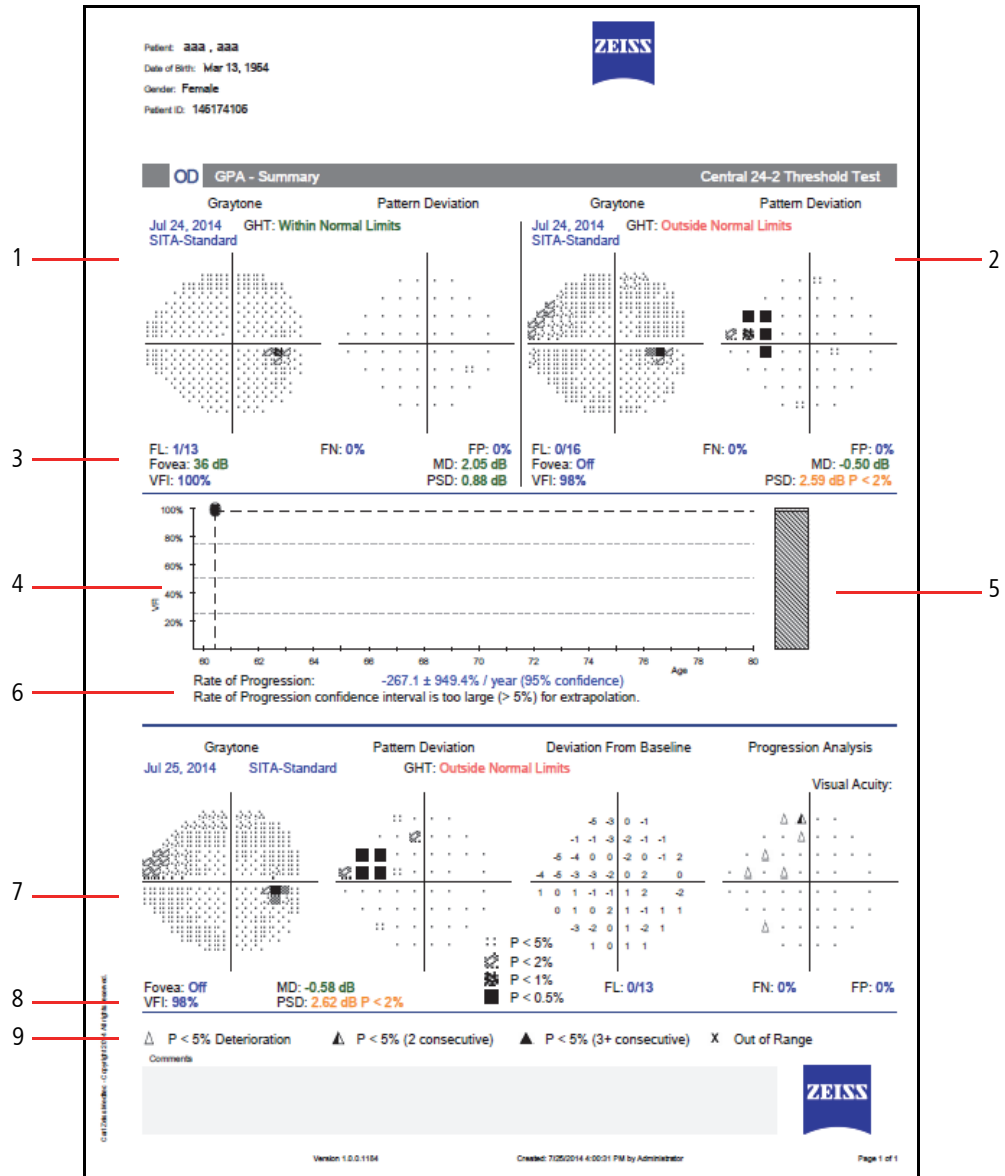 Patient: aaa , aaa
Date of Birth: Mar 13, 1954
Gender: Female
Patient ID: 146174106
ZEISS
OD GPA - Summary Central 24-2 Threshold Test
Graytone Pattern Deviation Graytone Pattern Deviation
Jul 24, 2014 GHT: Within Normal Limits Jul 24, 2014 GHT: Outside Normal Limits
SITA-Standard SITA-Standard
1 2
3
FL: 1/13 FN: 0% FP: 0% FL: 0/16 FN: 0% FP: 0%
Fovea: 36 dB MD: 2.05 dB Fovea: Off MD: -0.50 dB
VFI: 100% PSD: 0.88 dB VFI: 98% PSD: 2.59 dB P < 2%
100%
80%
60%
4 5
40%
VFI
20%
60 62 64 66 68 70 72 74 76 78 80
Age
6
Rate of Progression: -267.1 ± 949.4% / year (95% confidence)
Rate of Progression confidence interval is too large (> 5%) for extrapolation.
Graytone Pattern Deviation Deviation From Baseline Progression Analysis
Jul 25, 2014 SITA-Standard GHT: Outside Normal Limits
Visual Acuity:
-5 -3 0 -1
-1 -1 -3 -2 -1 -1
-5 -4 0 0 -2 0 -1 2
-4 -5 -3 -3 -2 0 2 0
7
1 0 1 -1 -1 1 2 -2
0 1 0 2 1 -1 1 1
-3 -2 0 1 -2 1
1 0 1 1
P < 5%
P < 2%
P < 1%
P < 0.5%
Fovea: Off MD: -0.58 dB FL: 0/13 FN: 0% FP: 0%
8
VFI: 98% PSD: 2.62 dB P < 2%
9
P < 5% Deterioration P < 5% (2 consecutive) P < 5% (3+ consecutive) X Out of Range
Comments
ZEISS
Carl Zeiss Meditec - Copyright 2014. All rights reserved.
Version 1.0.0.1184 Created: 7/25/2014 4:00:31 PM by Administrator Page 1 of 1